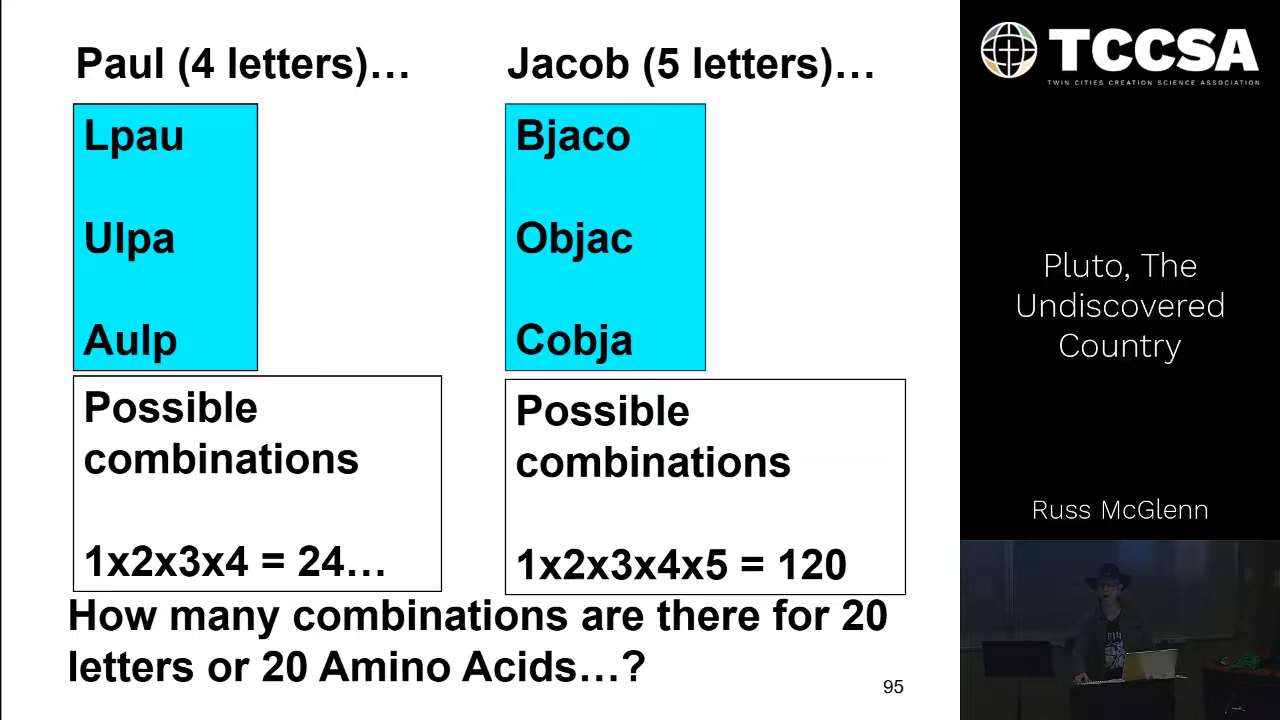 Paul (4 letters)…
Lpau
Ulpa
Aulp
Possible
combinations
1x2x3x4 = 24…
Jacob (5 letters)…
Bjaco
Objac
Cobja
Possible
combinations
1x2x3x4x5 = 120
How many combinations are there for 20
letters or 20 Amino Acids…?
95
TCCSA
TWIN CITIES CREATION SCIENCE ASSOCIATION
Pluto, The
Undiscovered
Country
Russ McGlenn